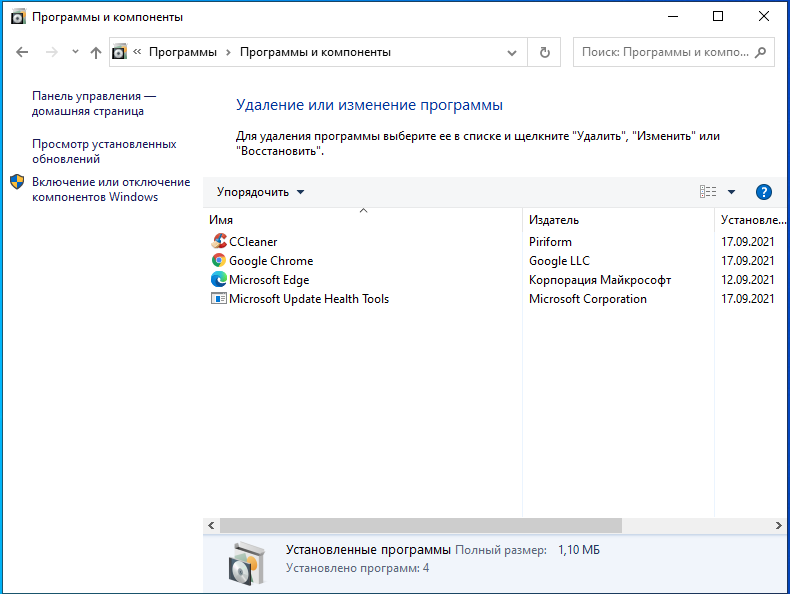 Программы и компоненты
« Программы › Программы и компоненты
Поиск: Программы и компо...
Панель управления —
домашняя страница
Просмотр установленных
обновлений
Включение или отключение
компонентов Windows
Удаление или изменение программы
Для удаления программы выберите ее в списке и щелкните "Удалить", "Изменить" или
"Восстановить".
Упорядочить
Имя Издатель Установле...
CCleaner Piriform 17.09.2021
Google Chrome Google LLC 17.09.2021
Microsoft Edge Корпорация Майкрософт 12.09.2021
Microsoft Update Health Tools Microsoft Corporation 17.09.2021
Установленные программы Полный размер: 1,10 МБ
Установлено программ: 4